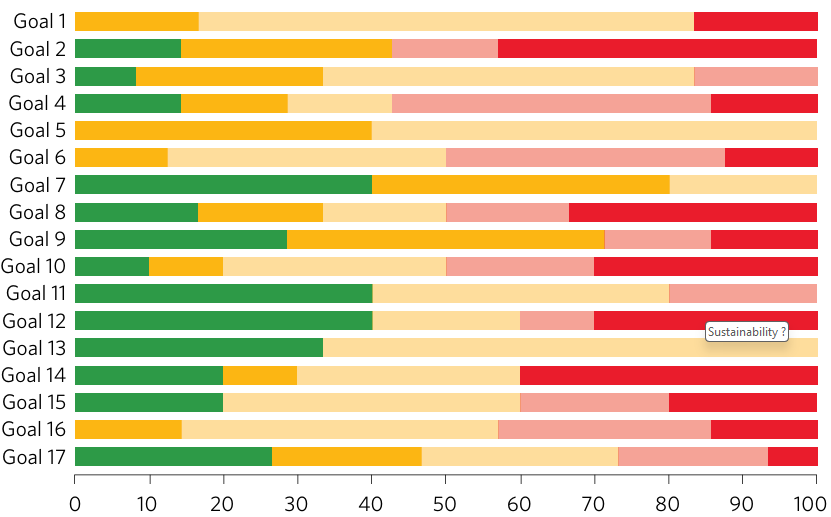 Goal 1
Goal 2
Goal 3
Goal 4
Goal 5
Goal 6
Goal 7
Goal 8
Goal 9
Goal 10
Goal 11
Goal 12
Sustainability ?
Goal 13
Goal 14
Goal 15
Goal 16
Goal 17
0 10 20 30 40 50 60 70 80 90 100